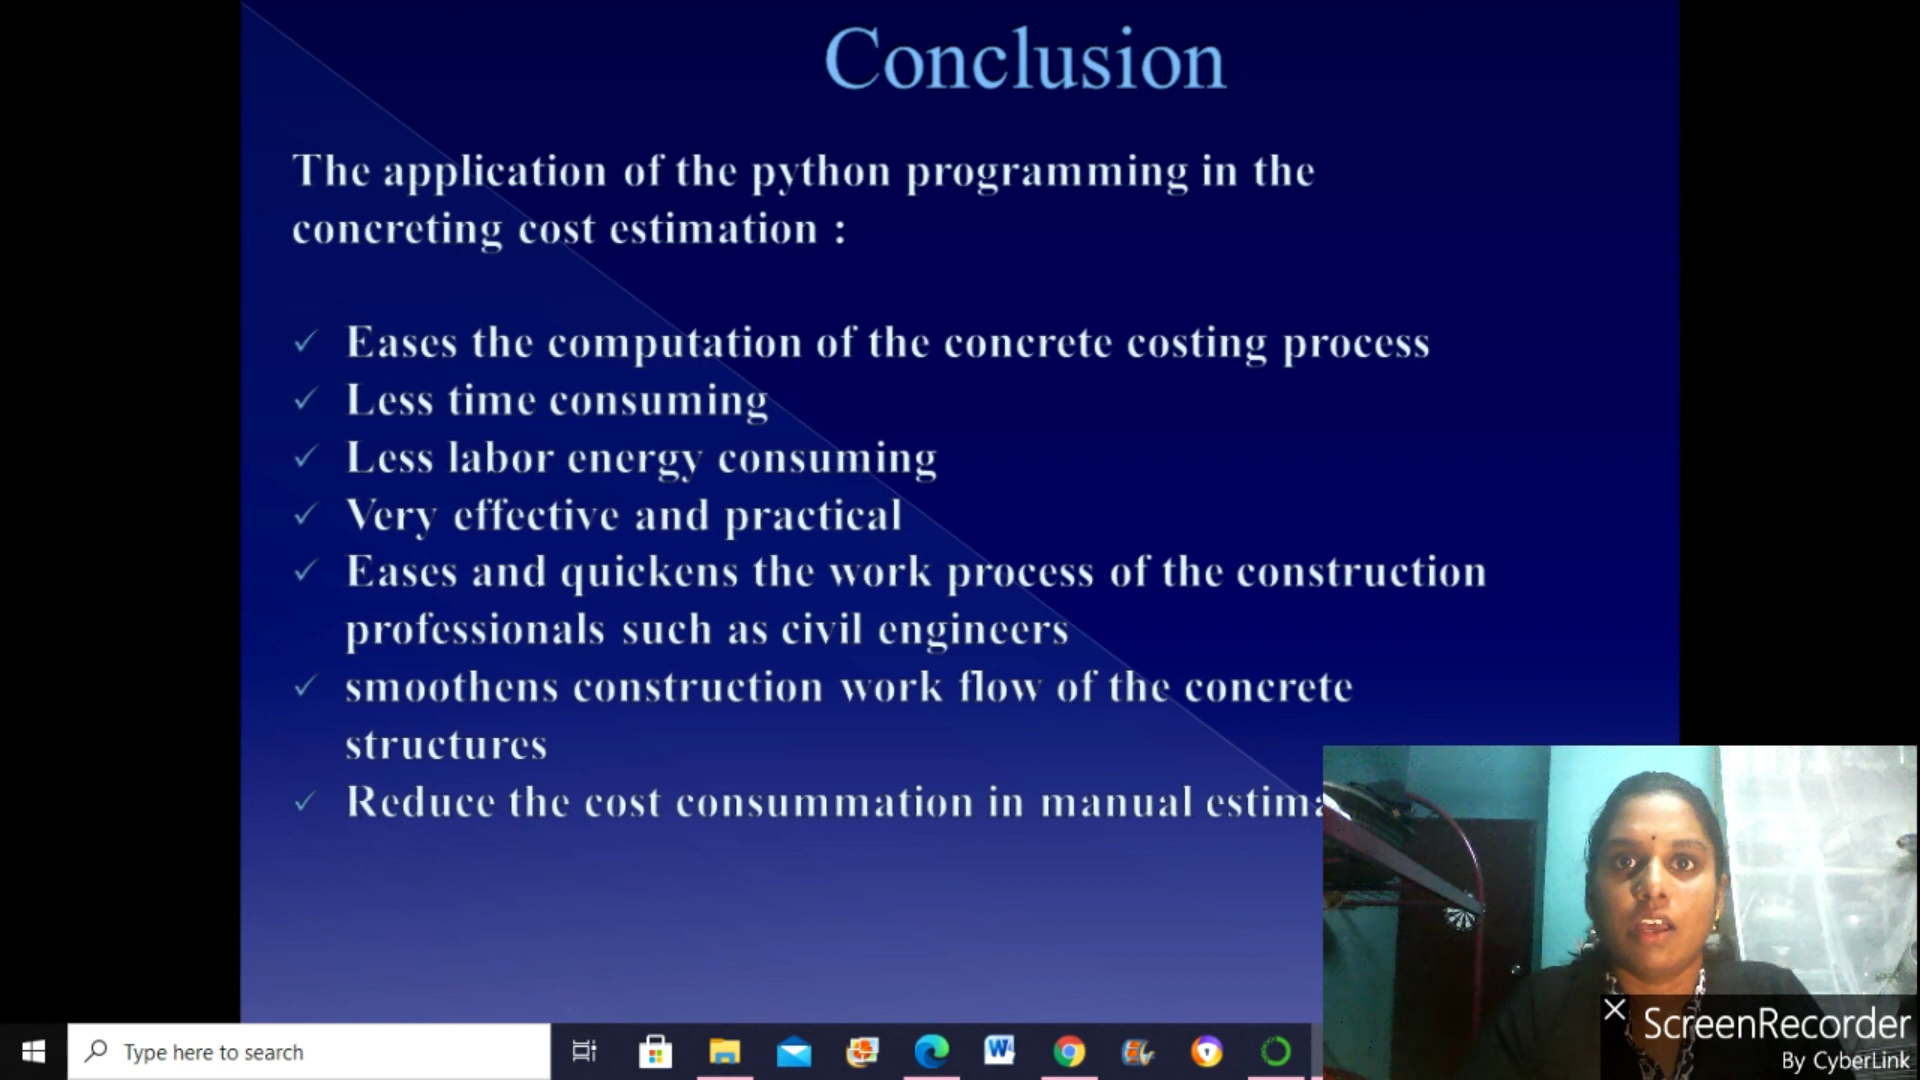 Conclusion
The application of the python programming in the
concreting cost estimation :
✓ Eases the computation of the concrete costing process
✓ Less time consuming
✓ Less labor energy consuming
✓ Very effective and practical
✓ Eases and quickens the work process of the construction
professionals such as civil engineers
✓ smoothens construction work flow of the concrete
structures
✓ Reduce the cost consummation in manual estima
ScreenRecorder
By CyberLink
Type here to search